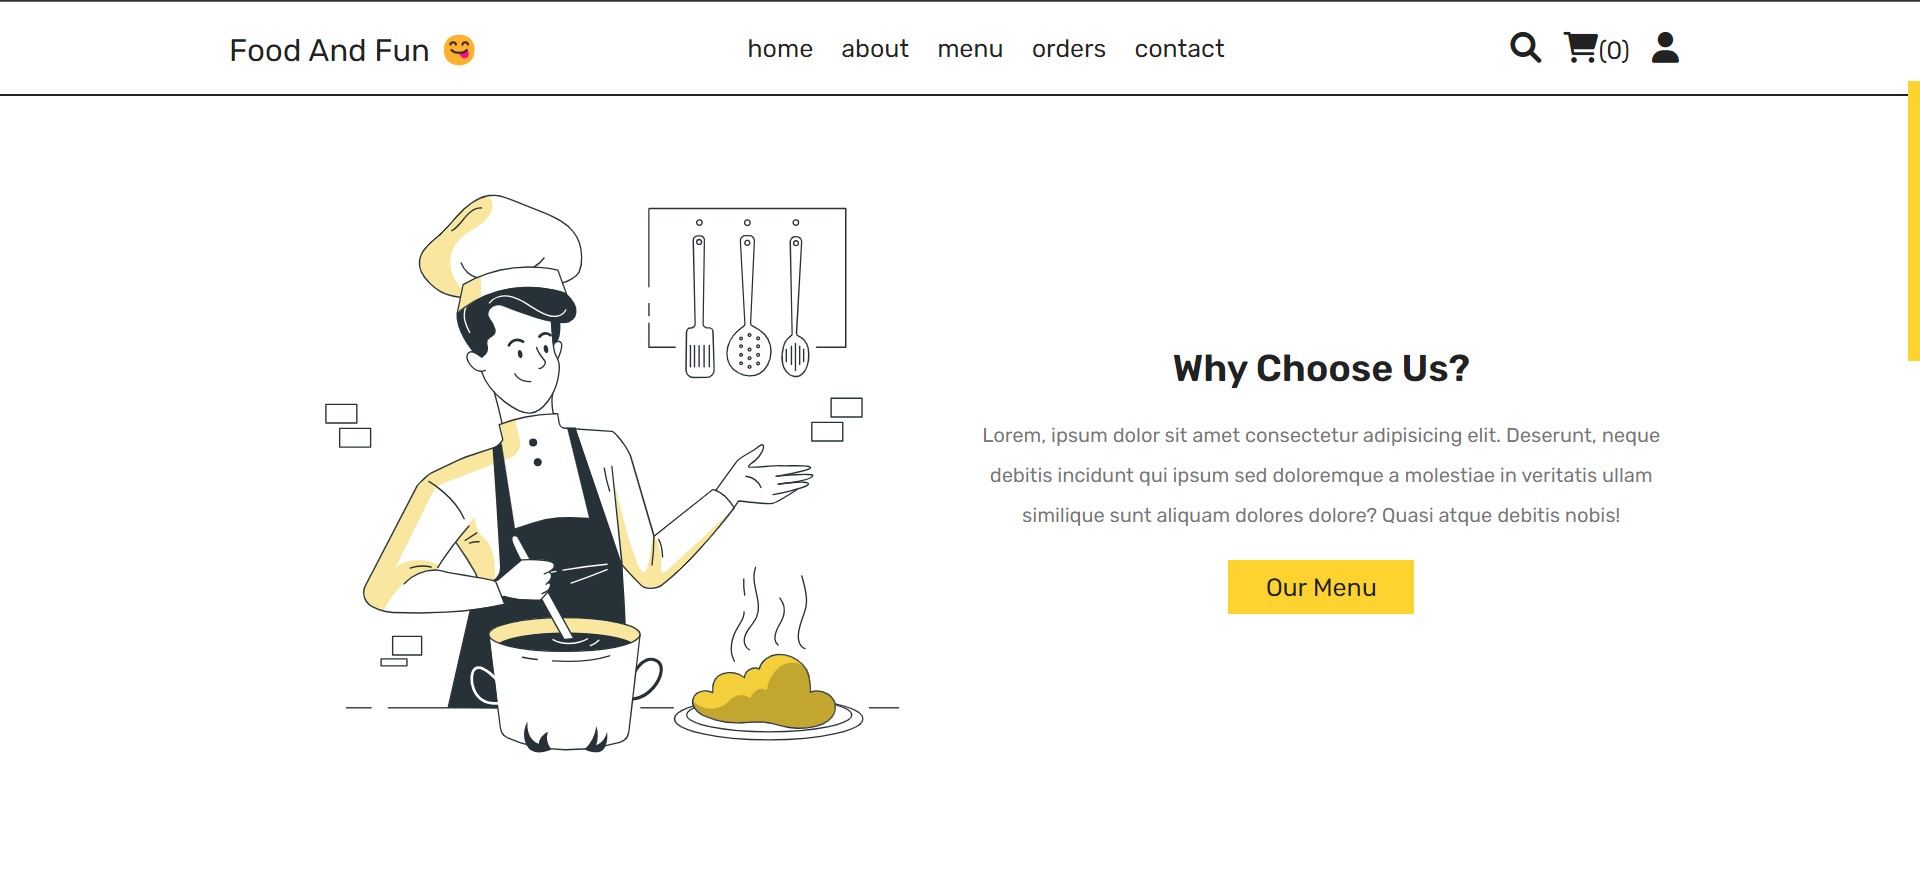 Food And Fun 😋
home about menu orders contact
(0)
Why Choose Us?
Lorem, ipsum dolor sit amet consectetur adipisicing elit. Deserunt, neque
debitis incidunt qui ipsum sed doloremque a molestiae in veritatis ullam
similique sunt aliquam dolores dolore? Quasi atque debitis nobis!
Our Menu